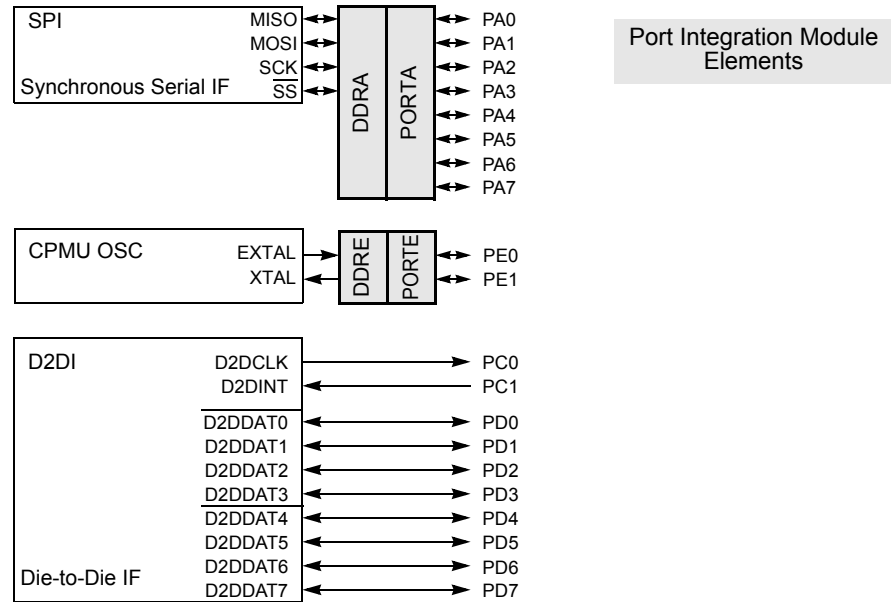 SPI
MISO
PA0
Port Integration Module
Elements
MOSI
PA1
SCK
PA2
Synchronous Serial IF
SS
PA3
DDRA
PORTA
PA4
PA5
PA6
PA7
CPMU OSC
EXTAL
DDRE
PORTE
PE0
XTAL
PE1
D2DI
D2DCLK
PC0
D2DINT
PC1
D2DDAT0
PD0
D2DDAT1
PD1
D2DDAT2
PD2
D2DDAT3
PD3
D2DDAT4
PD4
D2DDAT5
PD5
D2DDAT6
PD6
Die-to-Die IF
D2DDAT7
PD7